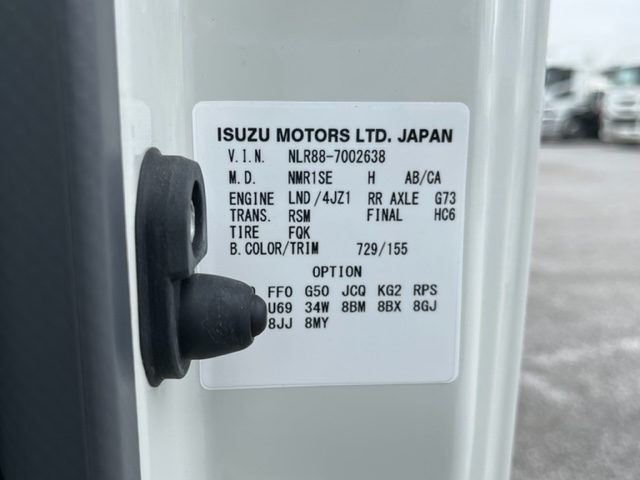 ISUZU MOTORS LTD. JAPAN
V.I.N. NLR88-7002638
M.D. NMR1SE H AB/CA
ENGINE LND/4JZ1 RR AXLE G73
TRANS. RSM FINAL HC6
TIRE FQK
B.COLOR/TRIM 729/155
OPTION
FF0 G50 JCQ KG2 RPS
U69 34W 8BM 8BX 8GJ
8JJ 8MY